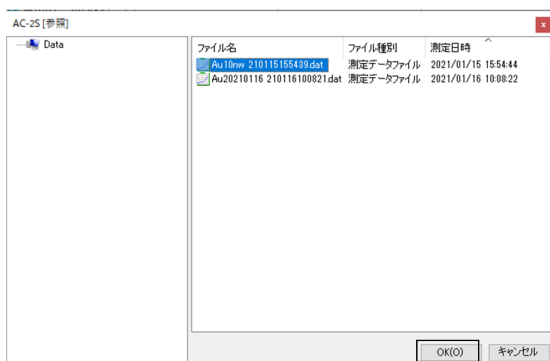 AC-2S [参照]
x
Data
ファイル名 ファイル種別 測定日時
Au10nw 210115155439.dat 測定データファイル 2021/01/15 15:54:44
Au20210116 210116100821.dat 測定データファイル 2021/01/16 10:08:22
OK(O) キャンセル